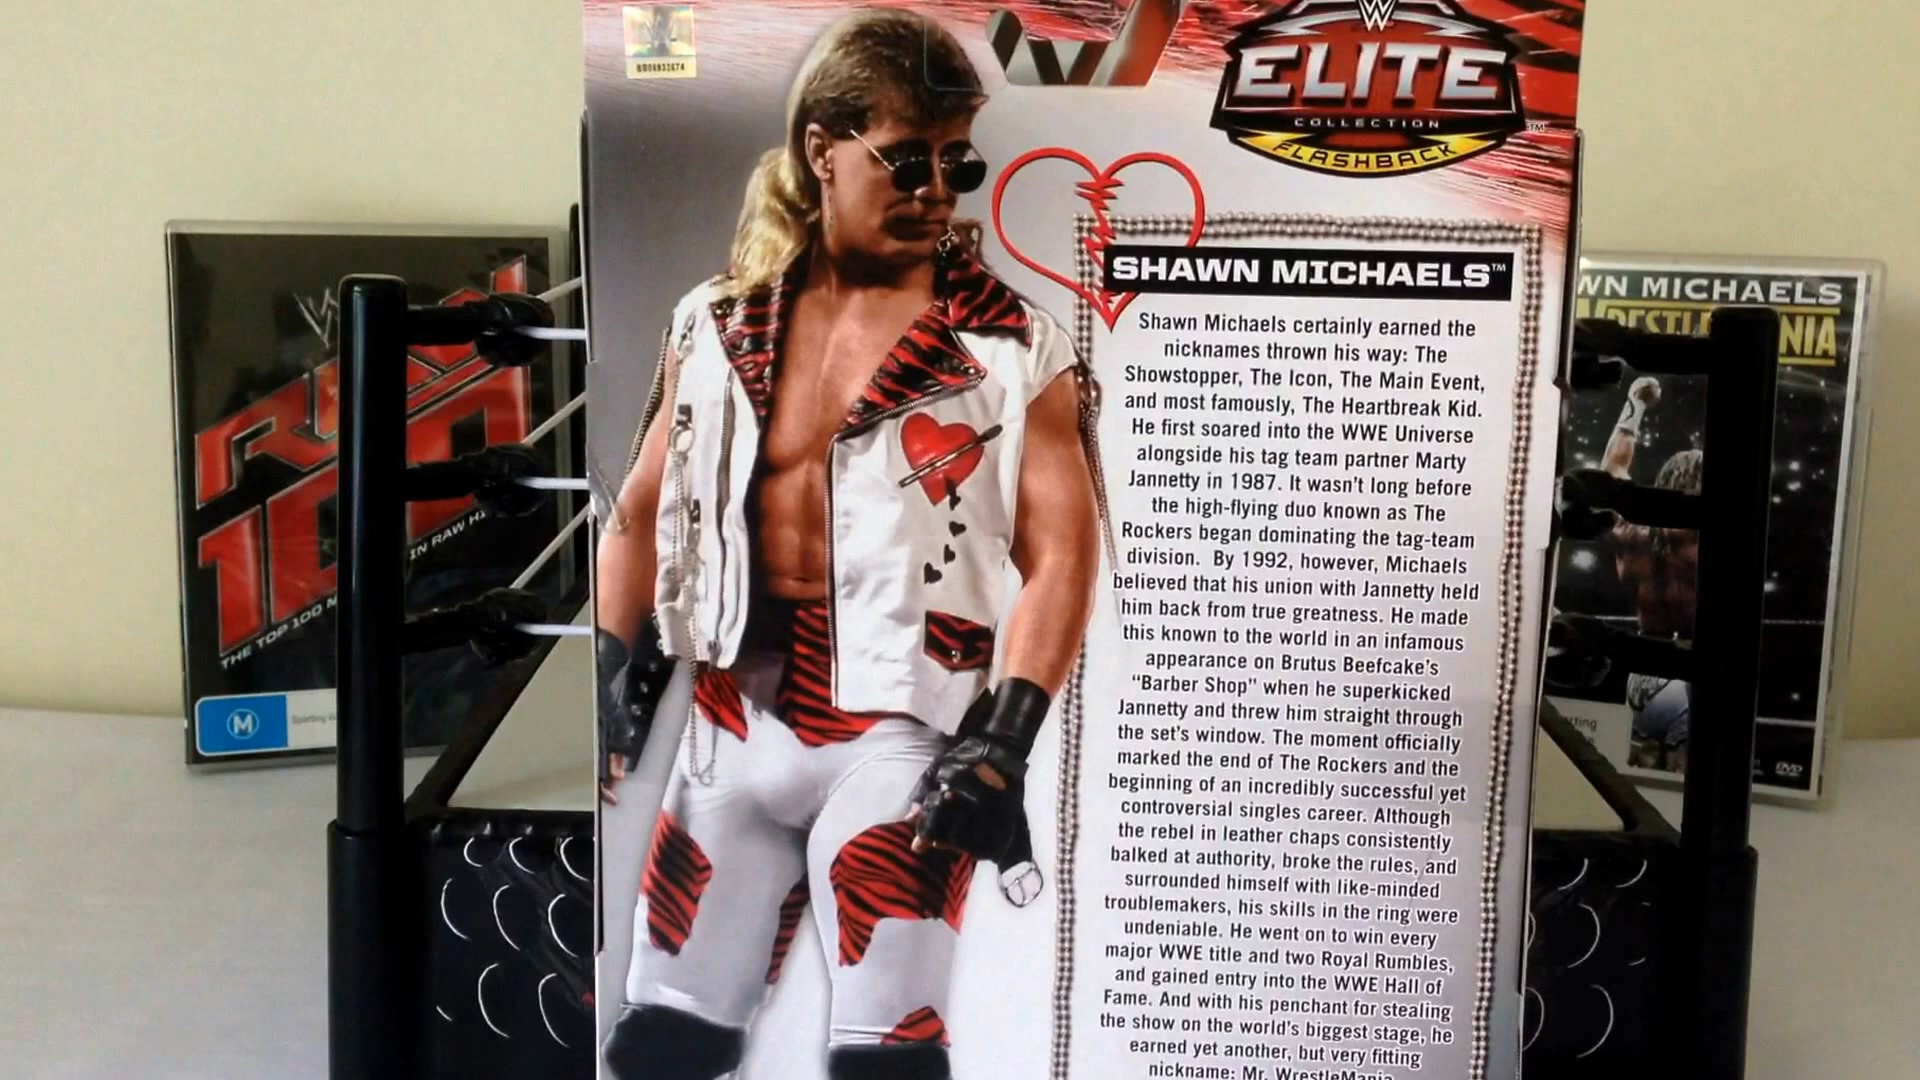 BB06932674
W
ELITE
COLLECTION
FLASHBACK
TM
SHAWN MICHAELS™
Shawn Michaels certainly earned the
nicknames thrown his way: The
Showstopper, The Icon, The Main Event,
and most famously, The Heartbreak Kid.
He first soared into the WWE Universe
alongside his tag team partner Marty
Jannetty in 1987. It wasn't long before
the high-flying duo known as The
Rockers began dominating the tag-team
division. By 1992, however, Michaels
believed that his union with Jannetty held
him back from true greatness. He made
this known to the world in an infamous
appearance on Brutus Beefcake's
“Barber Shop” when he superkicked
Jannetty and threw him straight through
the set's window. The moment officially
marked the end of The Rockers and the
beginning of an incredibly successful yet
controversial singles career. Although
the rebel in leather chaps consistently
balked at authority, broke the rules, and
surrounded himself with like-minded
troublemakers, his skills in the ring were
undeniable. He went on to win every
major WWE title and two Royal Rumbles,
and gained entry into the WWE Hall of
Fame. And with his penchant for stealing
the show on the world's biggest stage, he
earned yet another, but very fitting
nickname: Mr. WrestleMania
RAW
100
THE TOP 100 M
IN RAW HI
M
Sporting
WN MICHAELS
WRESTLEMANIA
DVD